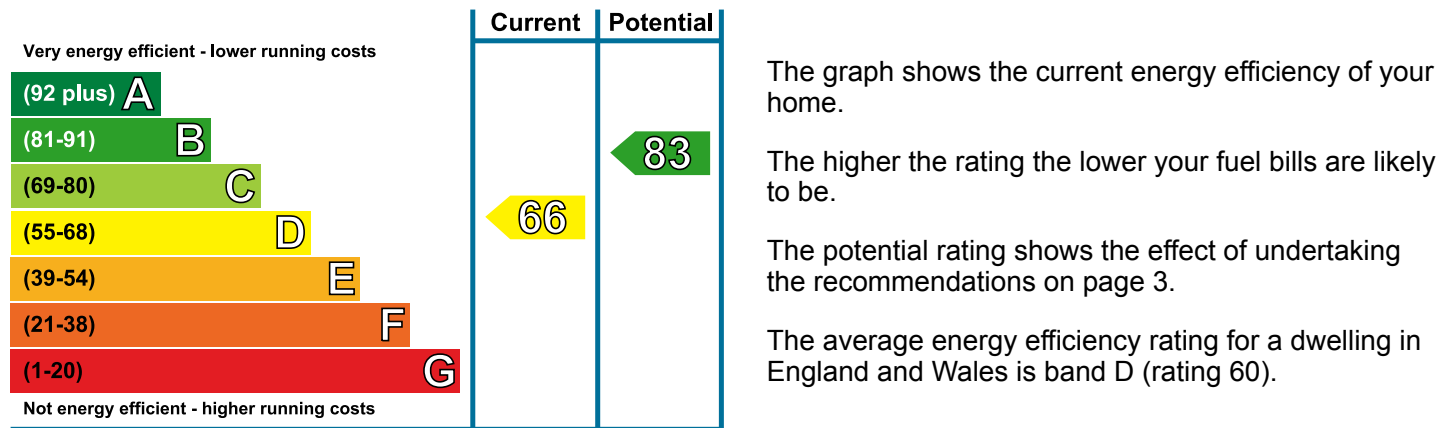 Current Potential
Very energy efficient - lower running costs
(92 plus) A
(81-91) B
83
(69-80) C
66
(55-68) D
(39-54) E
(21-38) F
(1-20) G
Not energy efficient - higher running costs
The graph shows the current energy efficiency of your
home.
The higher the rating the lower your fuel bills are likely
to be.
The potential rating shows the effect of undertaking
the recommendations on page 3.
The average energy efficiency rating for a dwelling in
England and Wales is band D (rating 60).